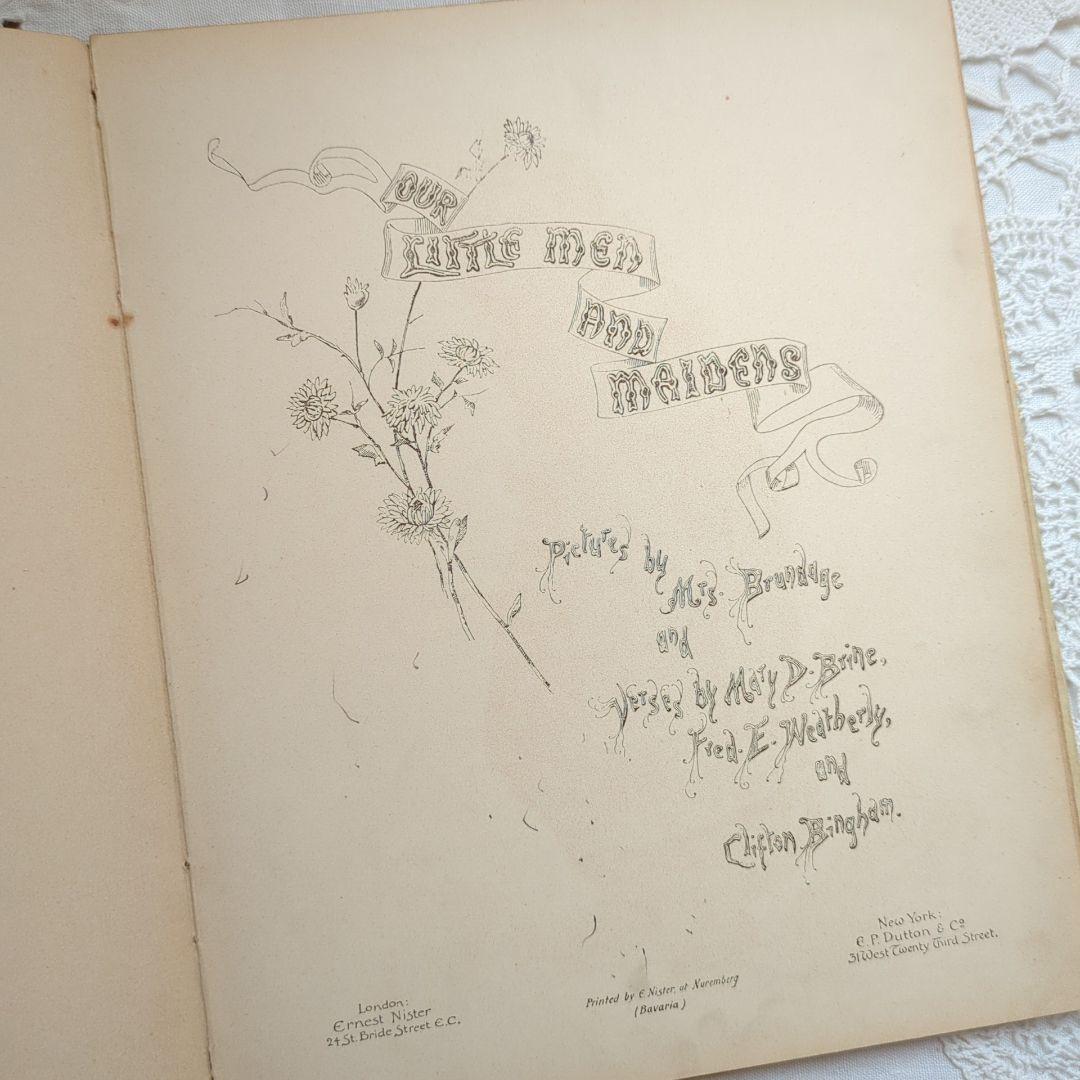 OUR
LITTLE MEN
AND
MAIDENS
Pictures by
Mrs. Brundage
and
Verses by Mary D. Brine,
Fred. E. Weatherly,
and
Clifton Bingham.
London:
Ernest Nister
24 St. Bride Street E.C.
Printed by E Nister, at Nuremberg
(Bavaria)
New York:
E. P. Dutton & Co
31 West Twenty Third Street.